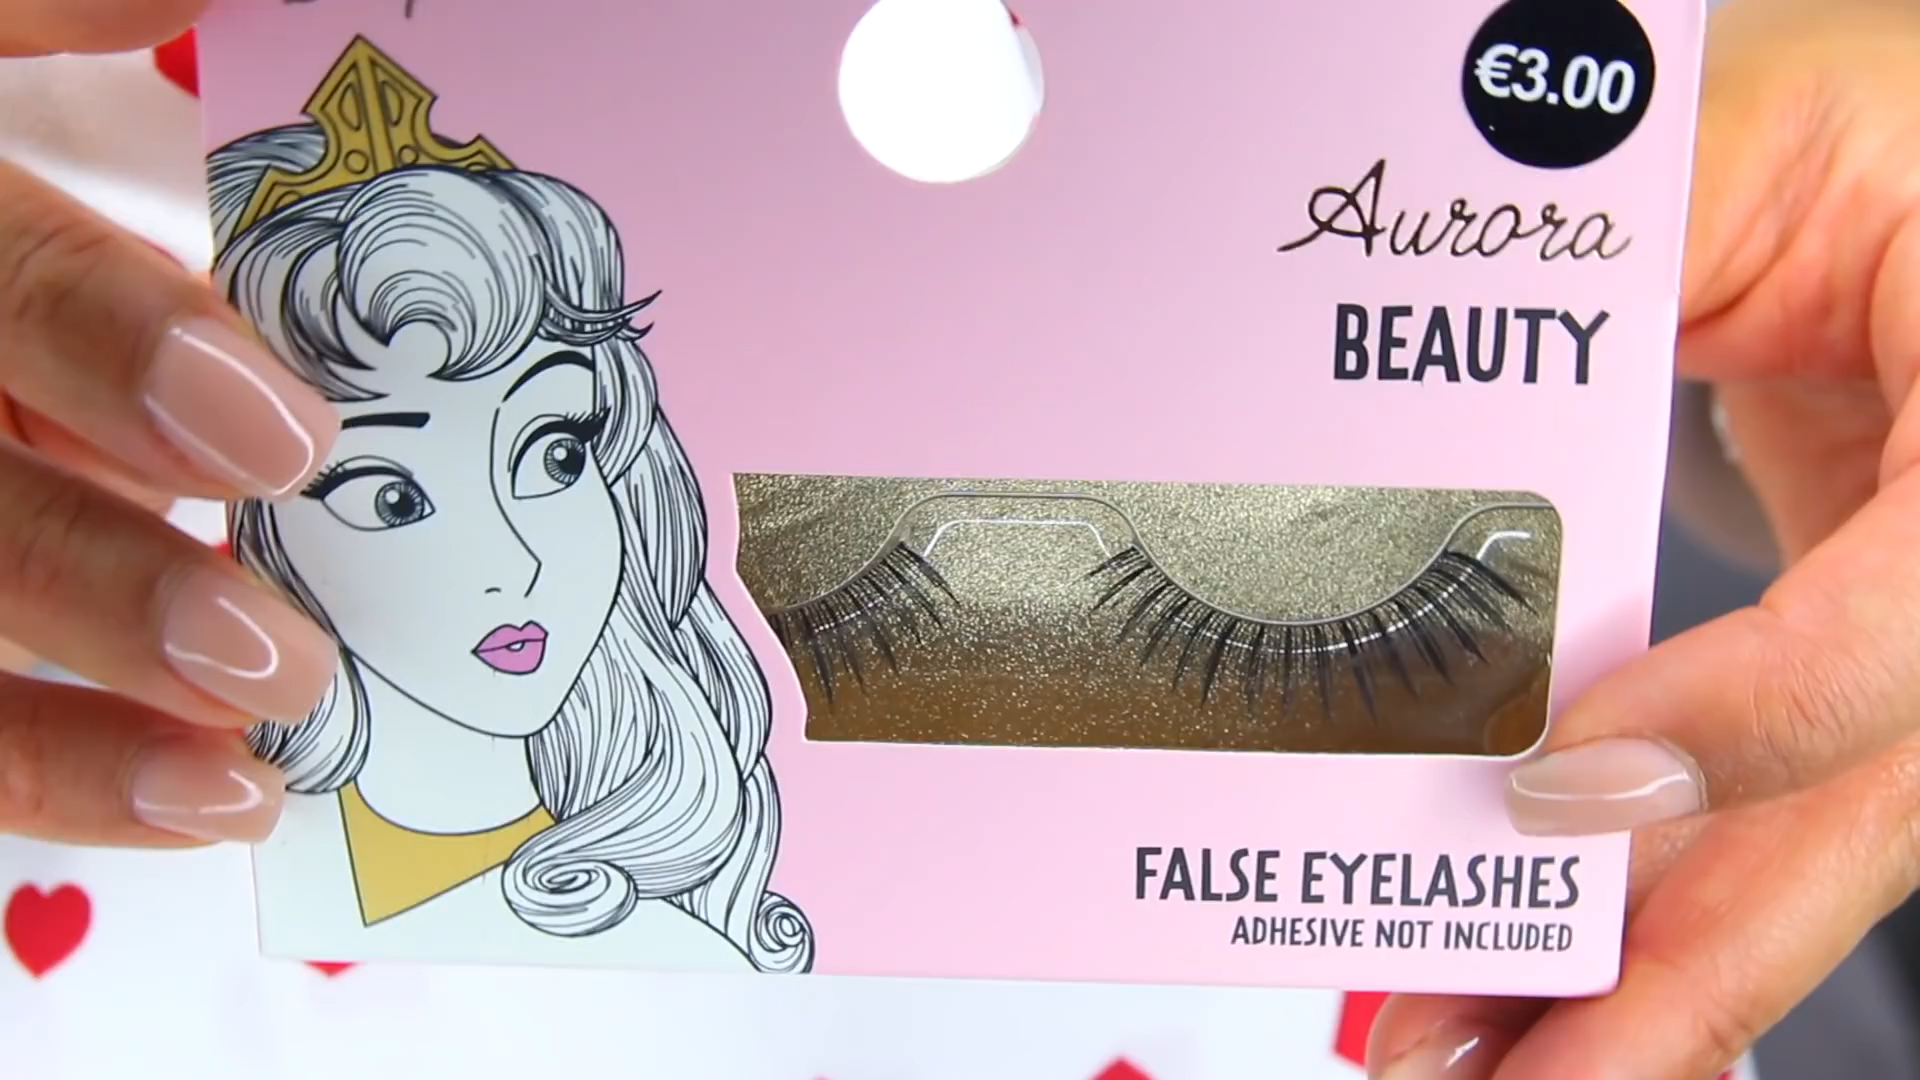 €3.00
Aurora
BEAUTY
FALSE EYELASHES
ADHESIVE NOT INCLUDED